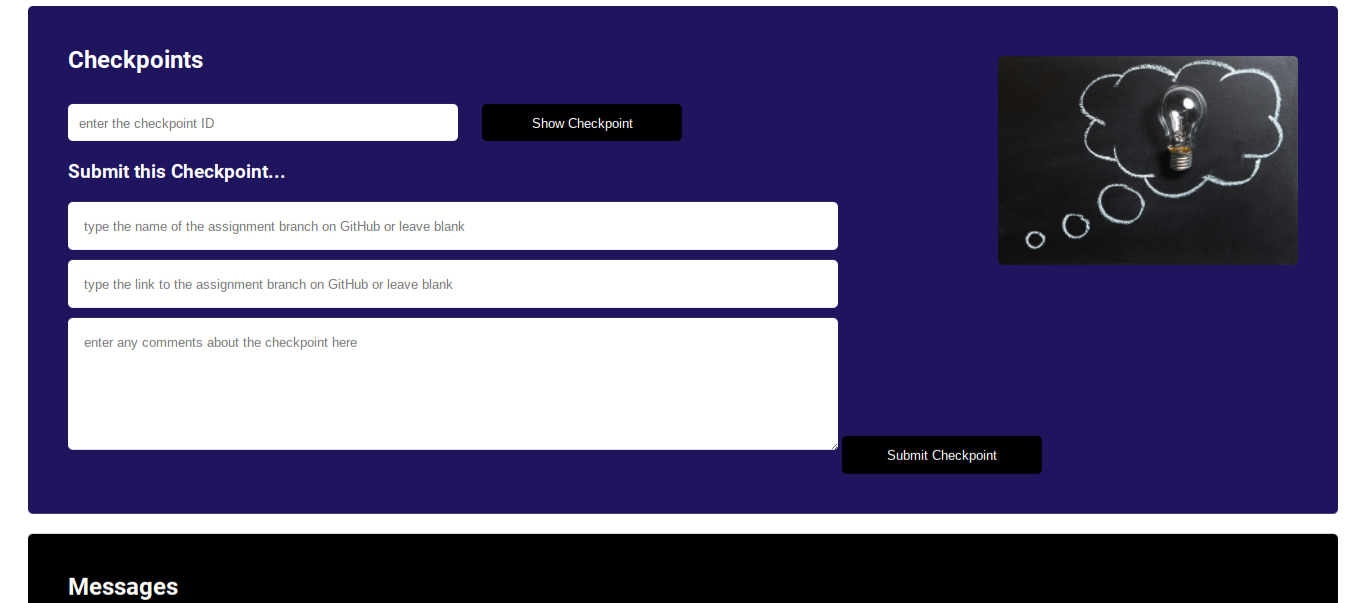 Checkpoints
enter the checkpoint ID
Show Checkpoint
Submit this Checkpoint...
type the name of the assignment branch on GitHub or leave blank
type the link to the assignment branch on GitHub or leave blank
enter any comments about the checkpoint here
Submit Checkpoint
Messages